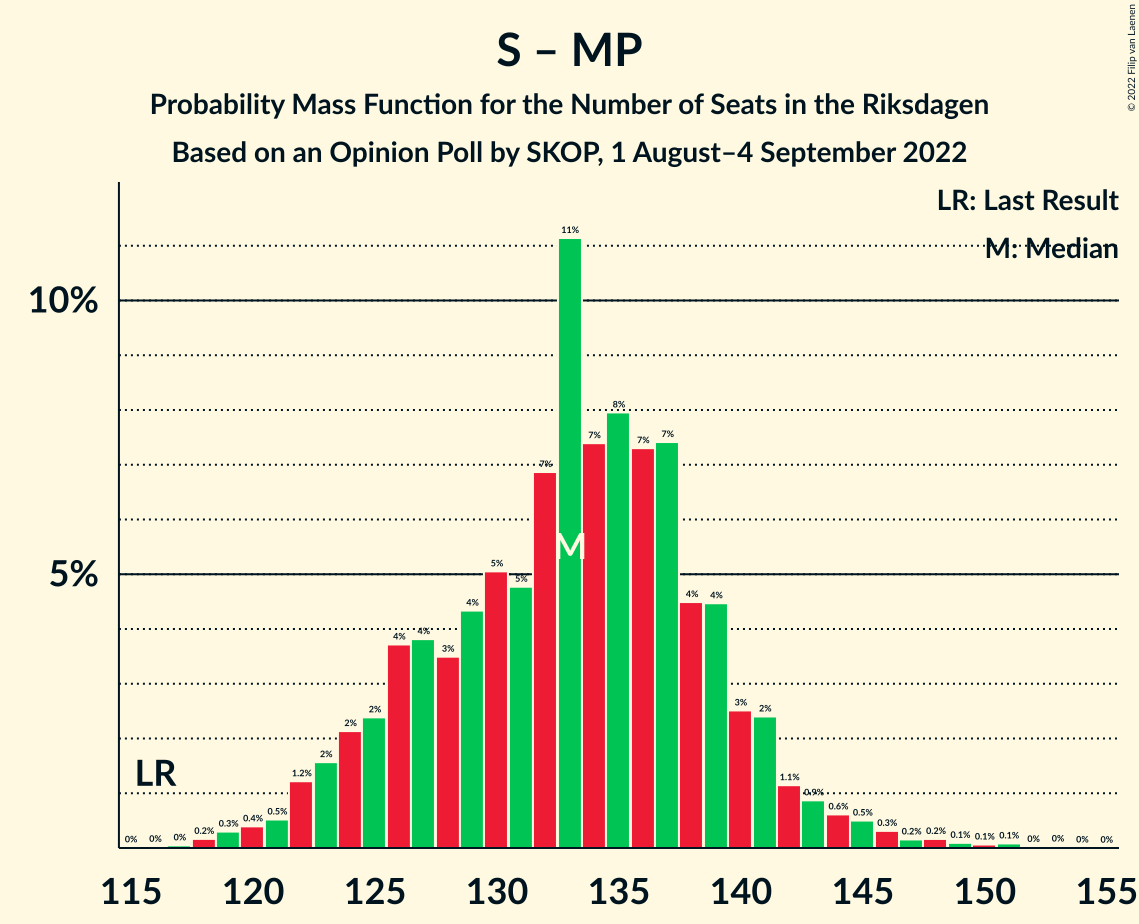 © 2022 Filip van Laenen
S – MP
Probability Mass Function for the Number of Seats in the Riksdagen
Based on an Opinion Poll by SKOP, 1 August–4 September 2022
LR: Last Result
M: Median
10%
5%
LR
M
0% 0% 0% 0.2% 0.3% 0.4% 0.5% 1.2% 2% 2% 2% 4% 4% 3% 4% 5% 5% 7% 11% 7% 8% 7% 7% 4% 4% 3% 2% 1.1% 0.9% 0.6% 0.5% 0.3% 0.2% 0.2% 0.1% 0.1% 0.1% 0% 0% 0% 0%
115 120 125 130 135 140 145 150 155